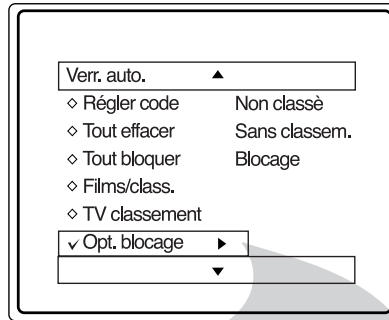 Verr. auto. ▲
◇ Régler code Non classè
◇ Tout effacer Sans classem.
◇ Tout bloquer Blocage
◇ Films/class.
◇ TV classement
✓ Opt. blocage ▶
▼